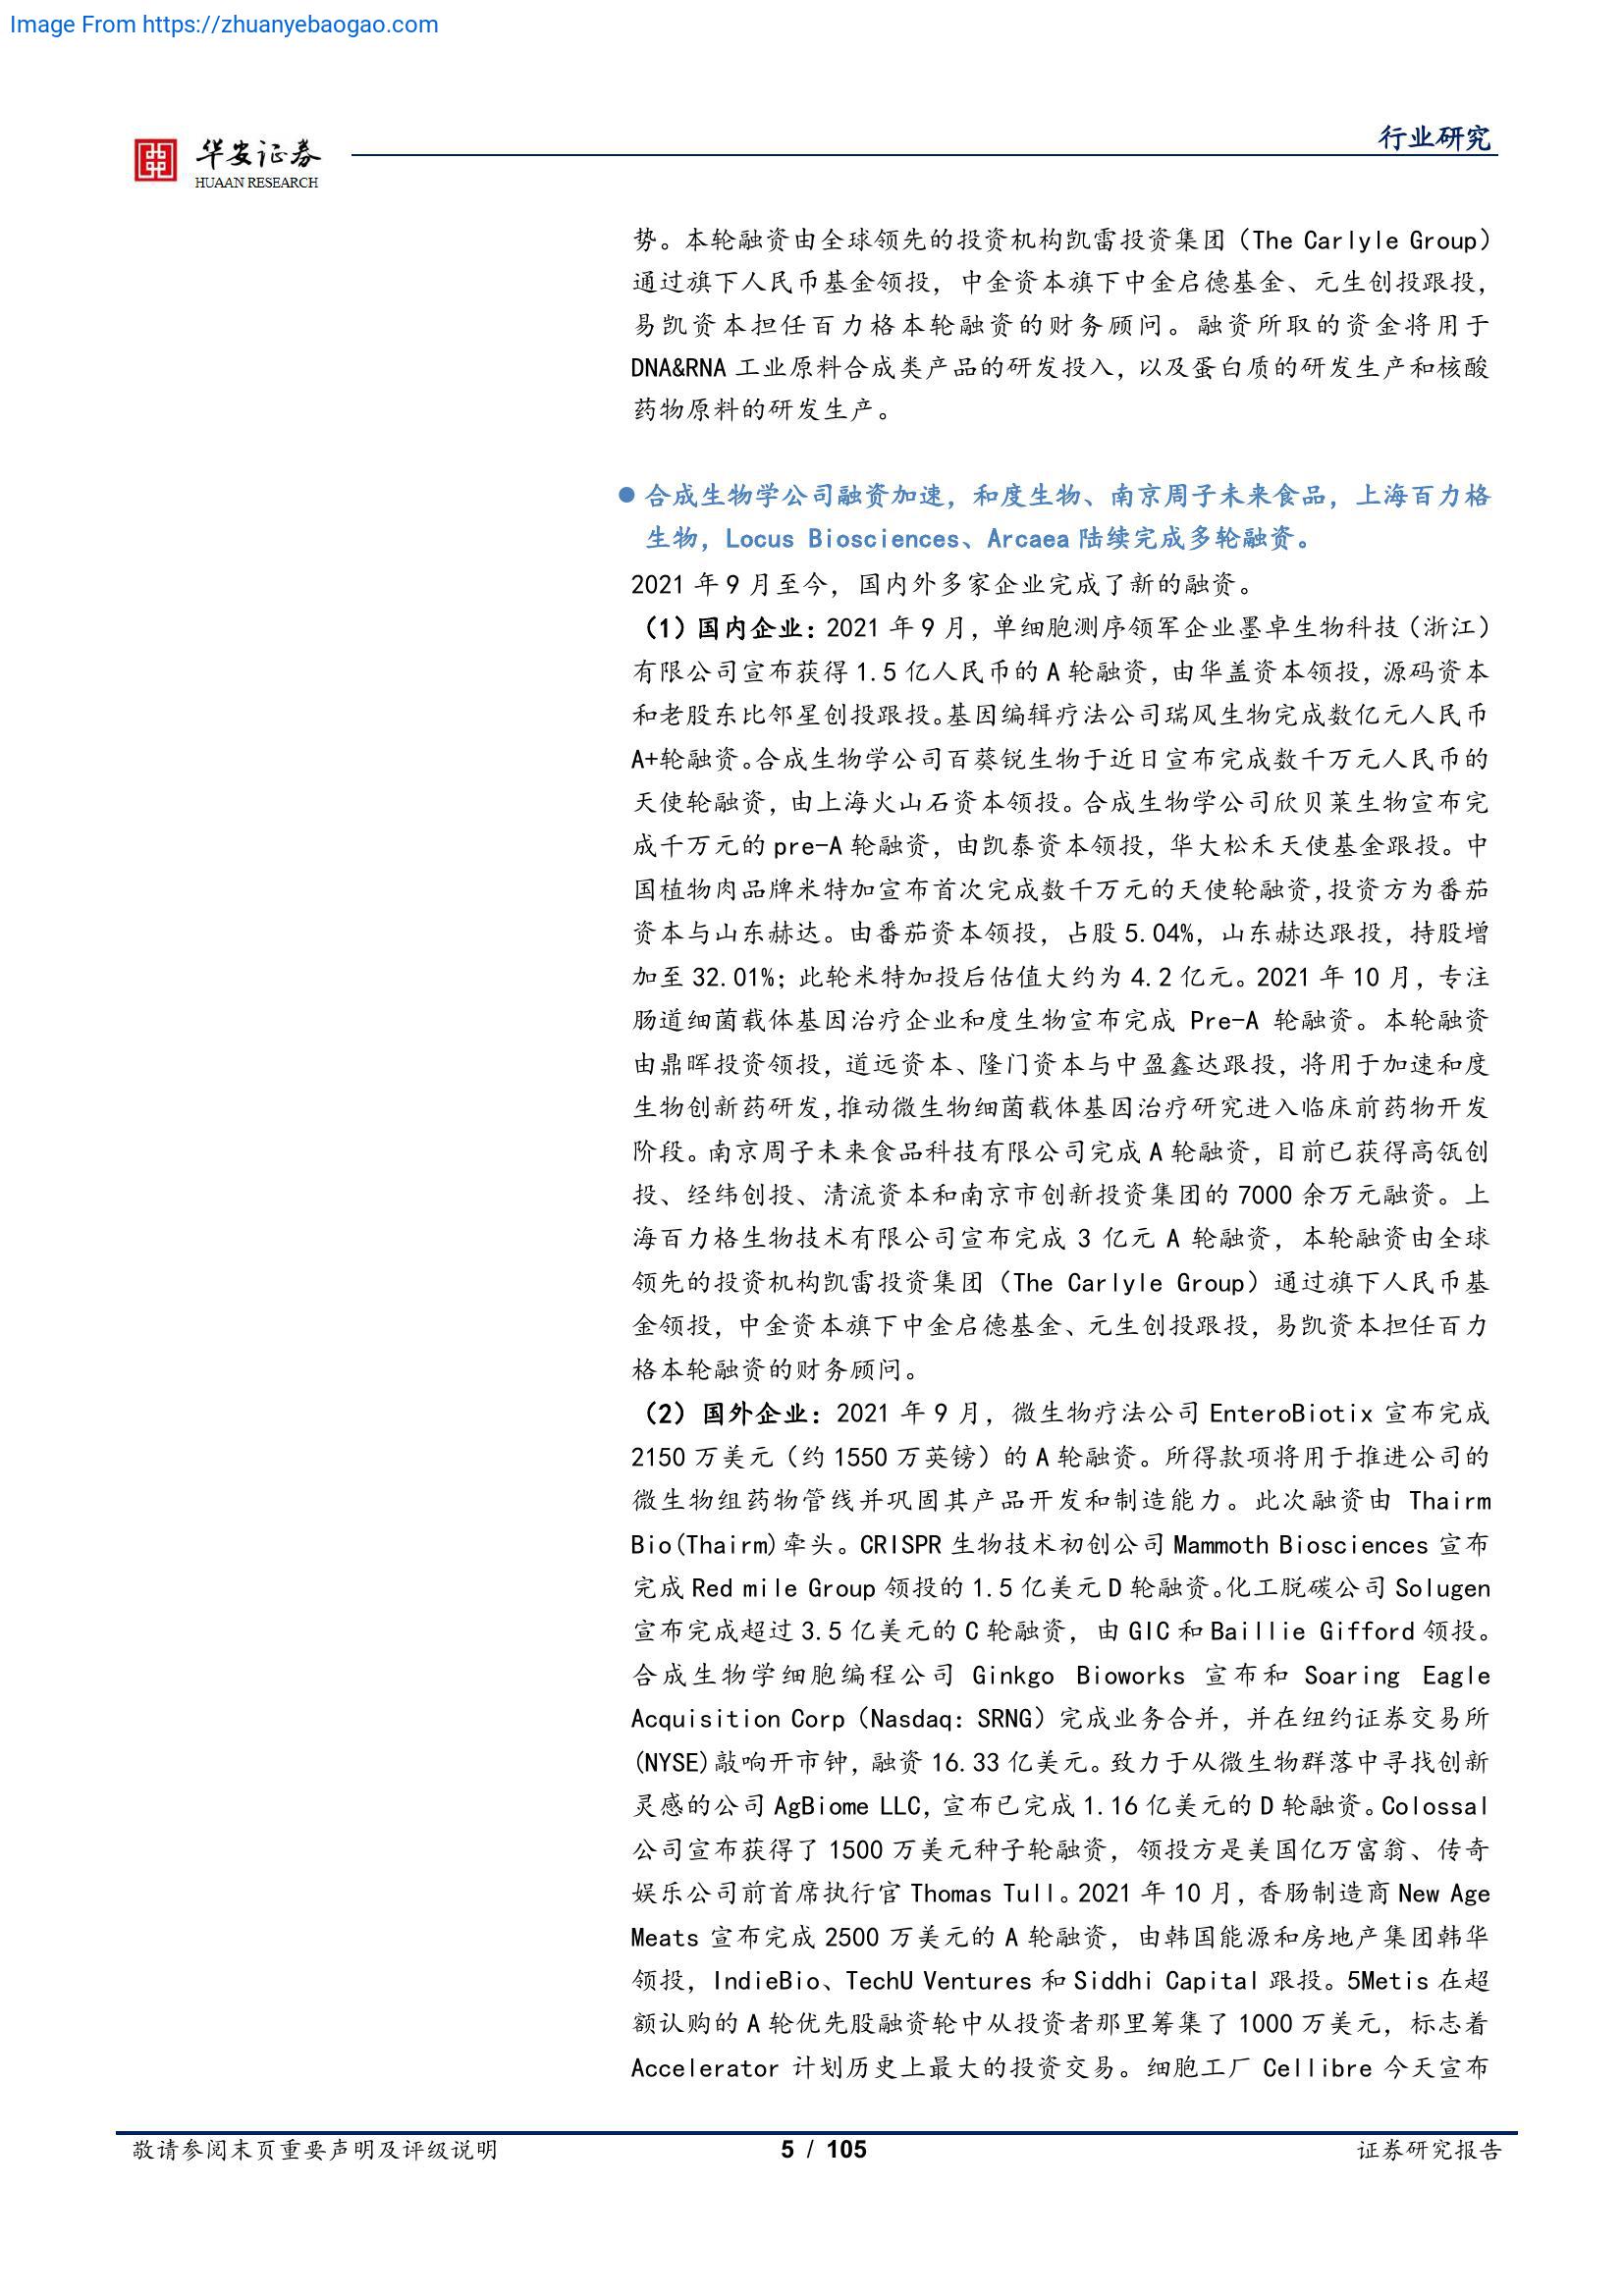 Image From https://zhuanyebaogao.com
华安证券
HUAAN RESEARCH
行业研究
势。本轮融资由全球领先的投资机构凯雷投资集团（The Carlyle Group）
通过旗下人民币基金领投，中金资本旗下中金启德基金、元生创投跟投，
易凯资本担任百力格本轮融资的财务顾问。融资所取的资金将用于
DNA&RNA 工业原料合成类产品的研发投入，以及蛋白质的研发生产和核酸
药物原料的研发生产。
● 合成生物学公司融资加速，和度生物、南京周子未来食品，上海百力格
生物，Locus Biosciences、Arcaea 陆续完成多轮融资。
2021 年 9 月至今，国内外多家企业完成了新的融资。
（1）国内企业：2021 年 9 月，单细胞测序领军企业墨卓生物科技（浙江）
有限公司宣布获得 1.5 亿人民币的 A 轮融资，由华盖资本领投，源码资本
和老股东比邻星创投跟投。基因编辑疗法公司瑞风生物完成数亿元人民币
A+轮融资。合成生物学公司百葵锐生物于近日宣布完成数千万元人民币的
天使轮融资，由上海火山石资本领投。合成生物学公司欣贝莱生物宣布完
成千万元的 pre-A 轮融资，由凯泰资本领投，华大松禾天使基金跟投。中
国植物肉品牌米特加宣布首次完成数千万元的天使轮融资,投资方为番茄
资本与山东赫达。由番茄资本领投，占股 5.04%，山东赫达跟投，持股增
加至 32.01%；此轮米特加投后估值大约为 4.2 亿元。2021 年 10 月，专注
肠道细菌载体基因治疗企业和度生物宣布完成 Pre-A 轮融资。本轮融资
由鼎晖投资领投，道远资本、隆门资本与中盈鑫达跟投，将用于加速和度
生物创新药研发,推动微生物细菌载体基因治疗研究进入临床前药物开发
阶段。南京周子未来食品科技有限公司完成 A 轮融资，目前已获得高瓴创
投、经纬创投、清流资本和南京市创新投资集团的 7000 余万元融资。上
海百力格生物技术有限公司宣布完成 3 亿元 A 轮融资，本轮融资由全球
领先的投资机构凯雷投资集团（The Carlyle Group）通过旗下人民币基
金领投，中金资本旗下中金启德基金、元生创投跟投，易凯资本担任百力
格本轮融资的财务顾问。
（2）国外企业：2021 年 9 月，微生物疗法公司 EnteroBiotix 宣布完成
2150 万美元（约 1550 万英镑）的 A 轮融资。所得款项将用于推进公司的
微生物组药物管线并巩固其产品开发和制造能力。此次融资由 Thairm
Bio(Thairm)牵头。CRISPR 生物技术初创公司 Mammoth Biosciences 宣布
完成 Red mile Group 领投的 1.5 亿美元 D 轮融资。化工脱碳公司 Solugen
宣布完成超过 3.5 亿美元的 C 轮融资，由 GIC 和 Baillie Gifford 领投。
合成生物学细胞编程公司 Ginkgo Bioworks 宣布和 Soaring Eagle
Acquisition Corp（Nasdaq: SRNG）完成业务合并，并在纽约证券交易所
(NYSE)敲响开市钟，融资 16.33 亿美元。致力于从微生物群落中寻找创新
灵感的公司 AgBiome LLC，宣布已完成 1.16 亿美元的 D 轮融资。Colossal
公司宣布获得了 1500 万美元种子轮融资，领投方是美国亿万富翁、传奇
娱乐公司前首席执行官 Thomas Tull。2021 年 10 月，香肠制造商 New Age
Meats 宣布完成 2500 万美元的 A 轮融资，由韩国能源和房地产集团韩华
领投，IndieBio、TechU Ventures 和 Siddhi Capital 跟投。5Metis 在超
额认购的 A 轮优先股融资轮中从投资者那里筹集了 1000 万美元，标志着
Accelerator 计划历史上最大的投资交易。细胞工厂 Cellibre 今天宣布
敬请参阅末页重要声明及评级说明
5 / 105
证券研究报告